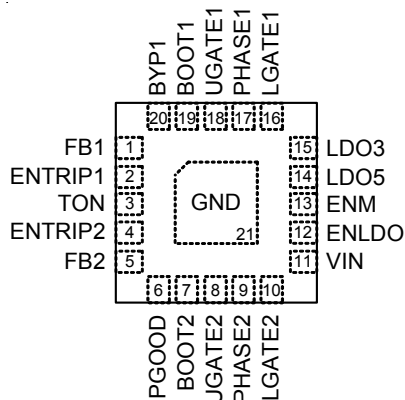 BYP1
BOOT1
UGATE1
PHASE1
LGATE1
20 19 18 17 16
FB1 1
ENTRIP1 2
TON 3
ENTRIP2 4
FB2 5
GND
21
15 LDO3
14 LDO5
13 ENM
12 ENLDO
11 VIN
6 7 8 9 10
PGOOD
BOOT2
UGATE2
PHASE2
LGATE2